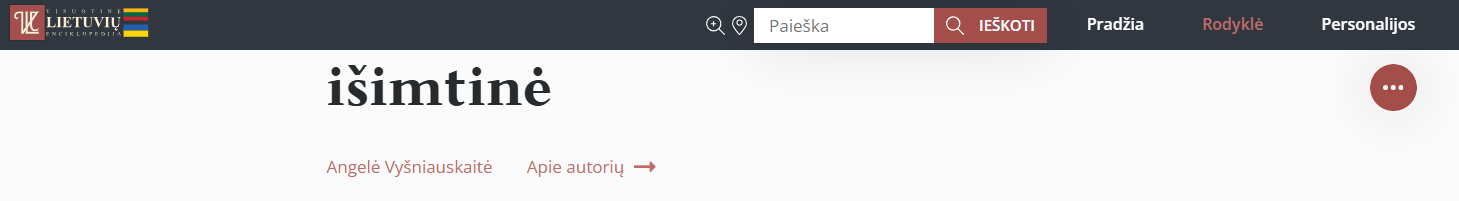 VISUOTINĖ
LIETUVIŲ
ENCIKLOPEDIJA
Paieška
IEŠKOTI
Pradžia
Rodyklė
Personalijos
išimtinė
Angelė Vyšniauskaitė
Apie autorių